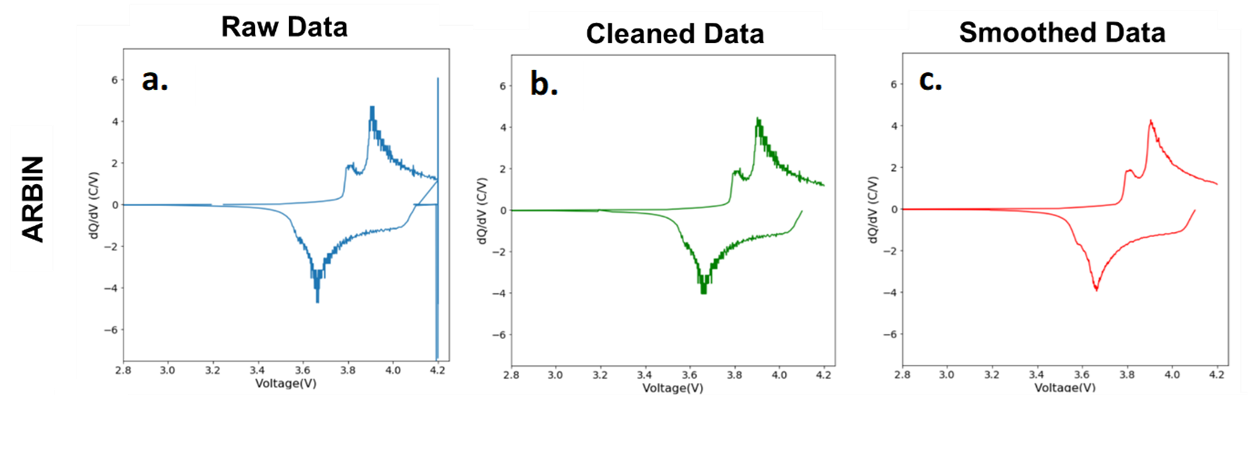 Raw Data
Cleaned Data
Smoothed Data
ARBIN
a.
dQ/dV (C/V)
6
4
2
0
−2
−4
−6
2.8 3.0 3.2 3.4 3.6 3.8 4.0 4.2
Voltage(V)
b.
dQ/dV (C/V)
6
4
2
0
−2
−4
−6
2.8 3.0 3.2 3.4 3.6 3.8 4.0 4.2
Voltage(V)
c.
dQ/dV (C/V)
6
4
2
0
−2
−4
−6
2.8 3.0 3.2 3.4 3.6 3.8 4.0 4.2
Voltage(V)